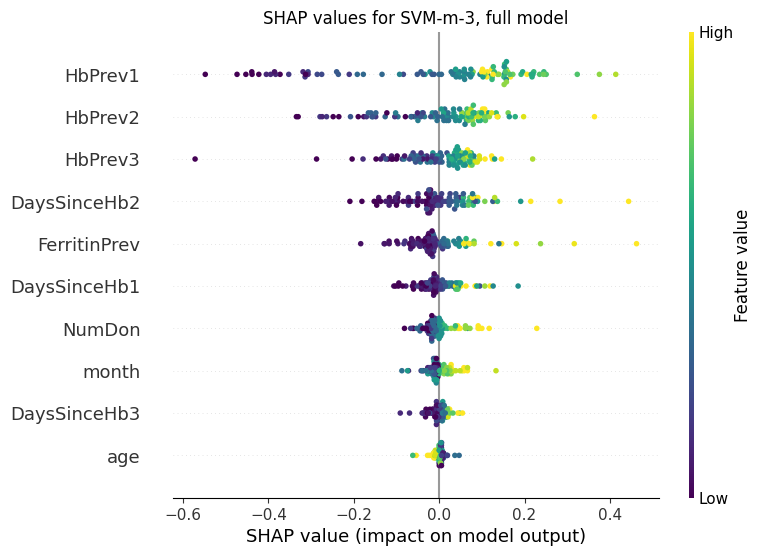 SHAP values for SVM-m-3, full model
High
HbPrev1
HbPrev2
HbPrev3
DaysSinceHb2
FerritinPrev
DaysSinceHb1
NumDon
month
DaysSinceHb3
age
Feature value
Low
−0.6 −0.4 −0.2 0.0 0.2 0.4
SHAP value (impact on model output)